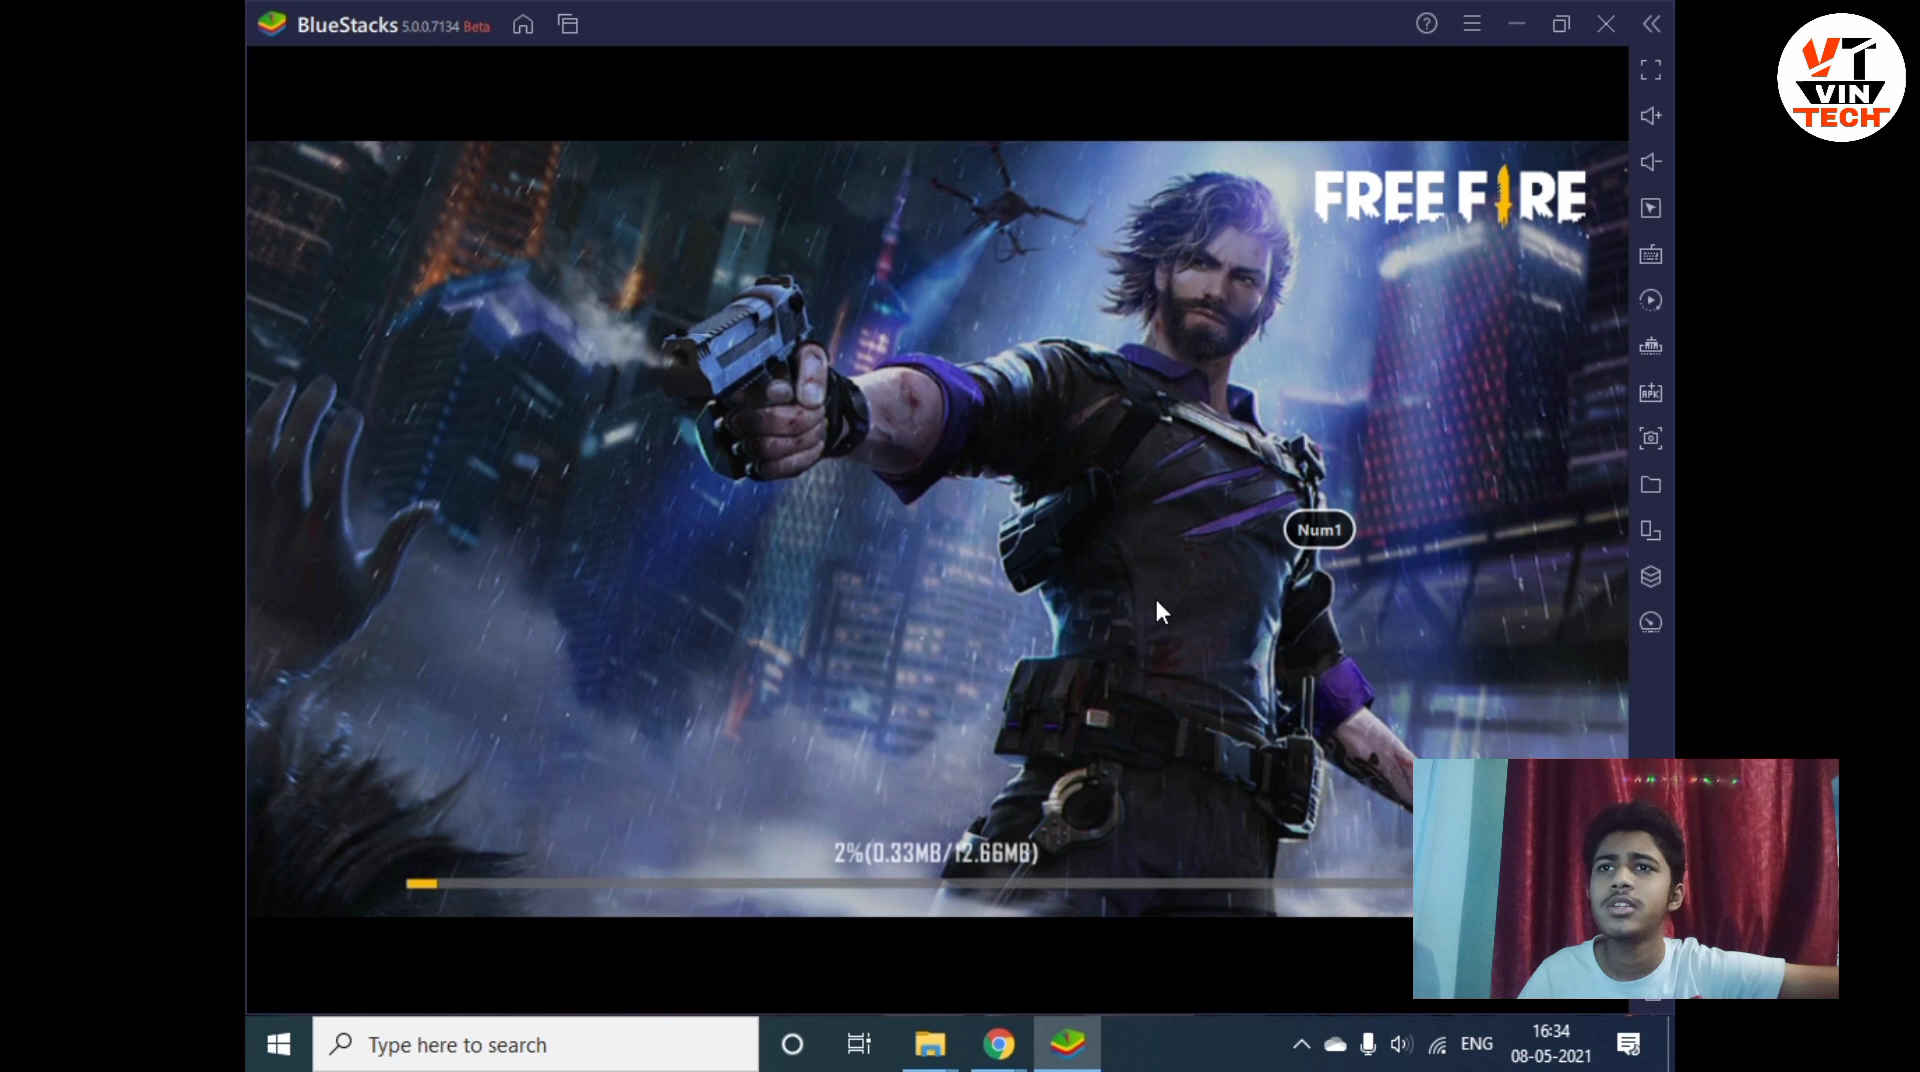 BlueStacks 5.0.0.7134 Beta
VT
VIN
TECH
FREE FIRE
RPK
Num1
2%(0.33MB/12.66MB)
Type here to search
ENG
16:34
08-05-2021